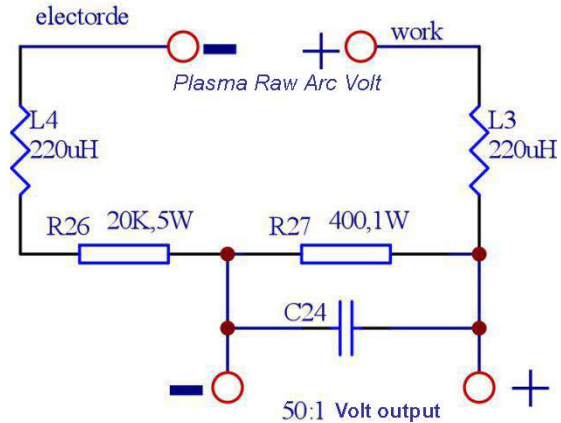 electorde
work
Plasma Raw Arc Volt
L4
220uH
L3
220uH
R26 20K,5W
R27 400,1W
C24
50:1 Volt output